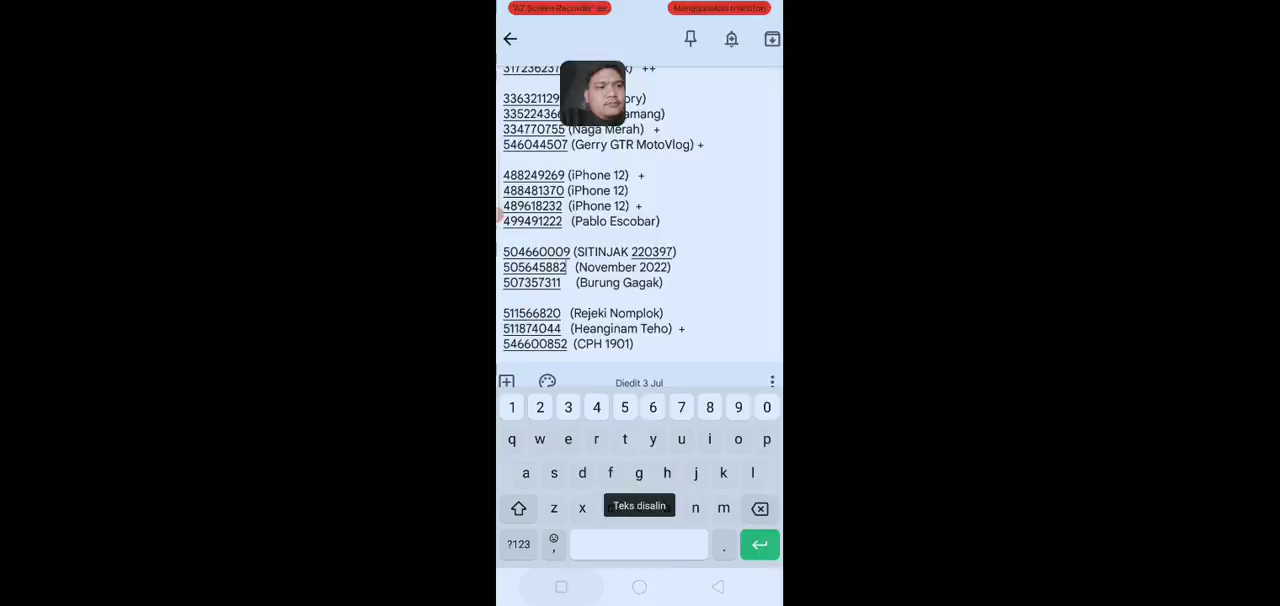 "AZ Screen Recorder"
Menggunakan mikrofon
317236237 ++
336321129 ory)
33522436 amang)
334770755 (Naga Merah) +
546044507 (Gerry GTR MotoVlog) +
488249269 (iPhone 12) +
488481370 (iPhone 12)
489618232 (iPhone 12) +
499491222 (Pablo Escobar)
504660009 (SITINJAK 220397)
505645882 (November 2022)
507357311 (Burung Gagak)
511566820 (Rejeki Nomplok)
511874044 (Heanginam Teho) +
546600852 (CPH 1901)
Diedit 3 Jul
1 2 3 4 5 6 7 8 9 0
q w e r t y u i o p
a s d f g h j k l
Teks disalin
z x n m
?123 , .